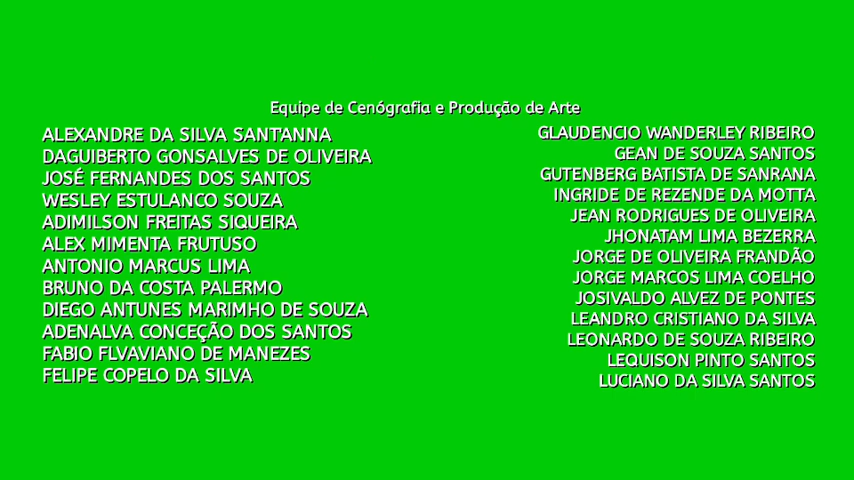 Equipe de Cenógrafia e Produção de Arte
ALEXANDRE DA SILVA SANT'ANNA
DAGUIBERTO GONSALVES DE OLIVEIRA
JOSÉ FERNANDES DOS SANTOS
WESLEY ESTULANCO SOUZA
ADIMILSON FREITAS SIQUEIRA
ALEX MIMENTA FRUTUSO
ANTONIO MARCUS LIMA
BRUNO DA COSTA PALERMO
DIEGO ANTUNES MARIMHO DE SOUZA
ADENALVA CONCEÇÃO DOS SANTOS
FABIO FLVAVIANO DE MANEZES
FELIPE COPELO DA SILVA
GLAUDENCIO WANDERLEY RIBEIRO
GEAN DE SOUZA SANTOS
GUTENBERG BATISTA DE SANRANA
INGRIDE DE REZENDE DA MOTTA
JEAN RODRIGUES DE OLIVEIRA
JHONATAM LIMA BEZERRA
JORGE DE OLIVEIRA FRANDÃO
JORGE MARCOS LIMA COELHO
JOSIVALDO ALVEZ DE PONTES
LEANDRO CRISTIANO DA SILVA
LEONARDO DE SOUZA RIBEIRO
LEQUISON PINTO SANTOS
LUCIANO DA SILVA SANTOS